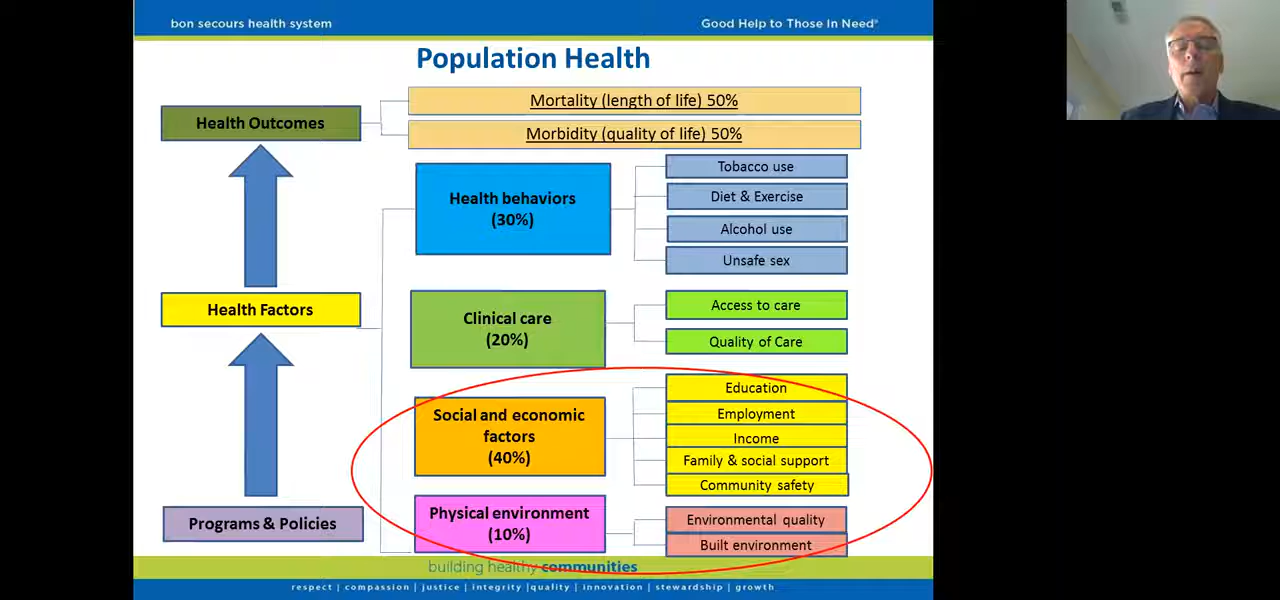 bon secours health system
Good Help to Those in Need®
Population Health
Health Outcomes
Mortality (length of life) 50%
Morbidity (quality of life) 50%
Health behaviors
(30%)
Tobacco use
Diet & Exercise
Alcohol use
Unsafe sex
Health Factors
Clinical care
(20%)
Access to care
Quality of Care
Social and economic
factors
(40%)
Education
Employment
Income
Family & social support
Community safety
Programs & Policies
Physical environment
(10%)
Environmental quality
Built environment
building healthy communities
respect | compassion | justice | integrity |quality | innovation | stewardship | growth